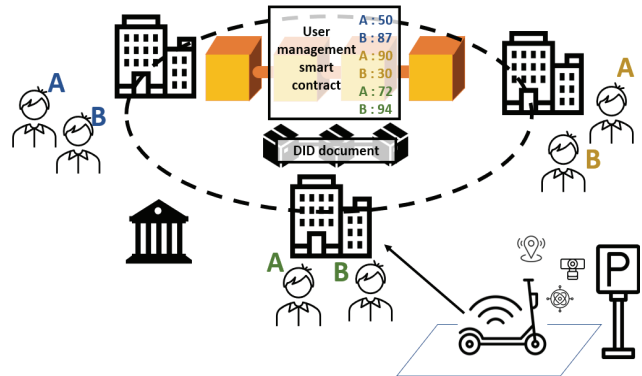 User
management
smart
contract
A : 50
B : 87
A : 90
B : 30
A : 72
B : 94
DID document
A
B
A
B
A
B
P